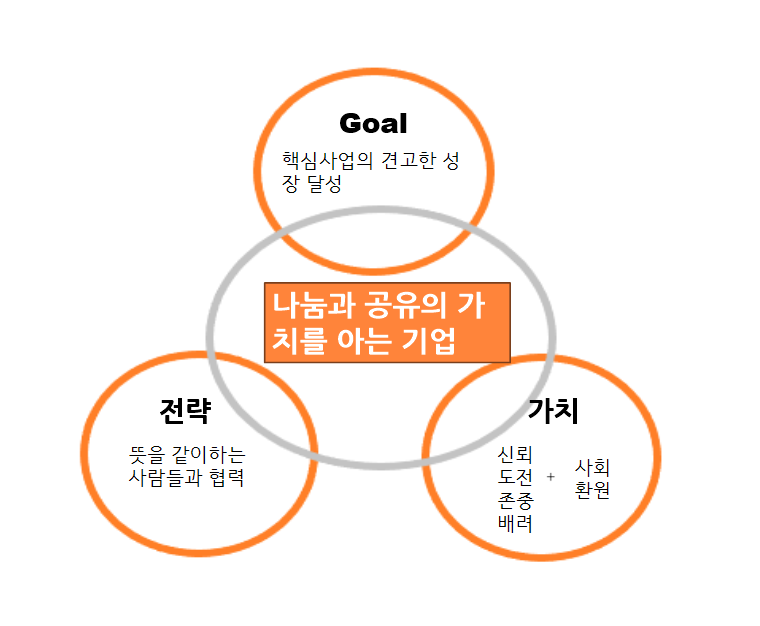 Goal
핵심사업의 견고한 성
장 달성
나눔과 공유의 가
치를 아는 기업
전략
뜻을 같이하는
사람들과 협력
가치
신뢰
도전
존중
배려
+
사회
환원